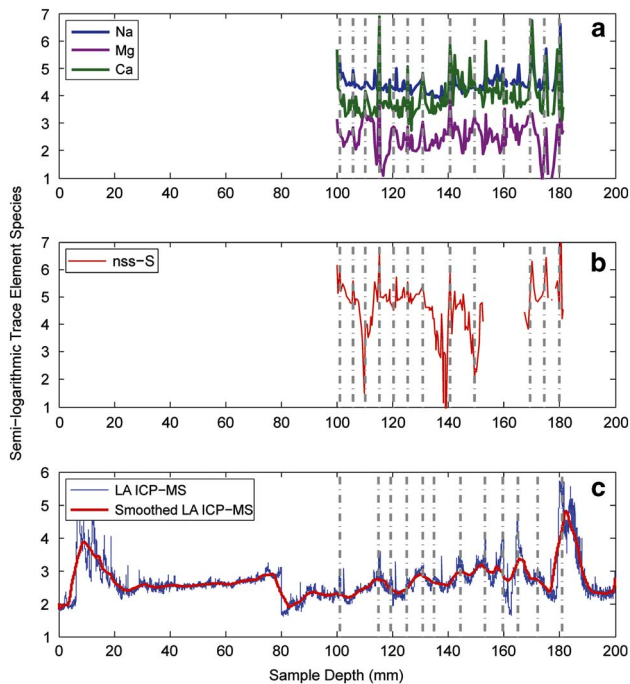 a
7
6
5
4
3
2
1
Na
Mg
Ca
0 20 40 60 80 100 120 140 160 180 200
b
7
6
5
4
3
2
1
nss-S
0 20 40 60 80 100 120 140 160 180 200
c
6
5
4
3
2
1
LA ICP-MS
Smoothed LA ICP-MS
0 20 40 60 80 100 120 140 160 180 200
Sample Depth (mm)
Semi-logarithmic Trace Element Species